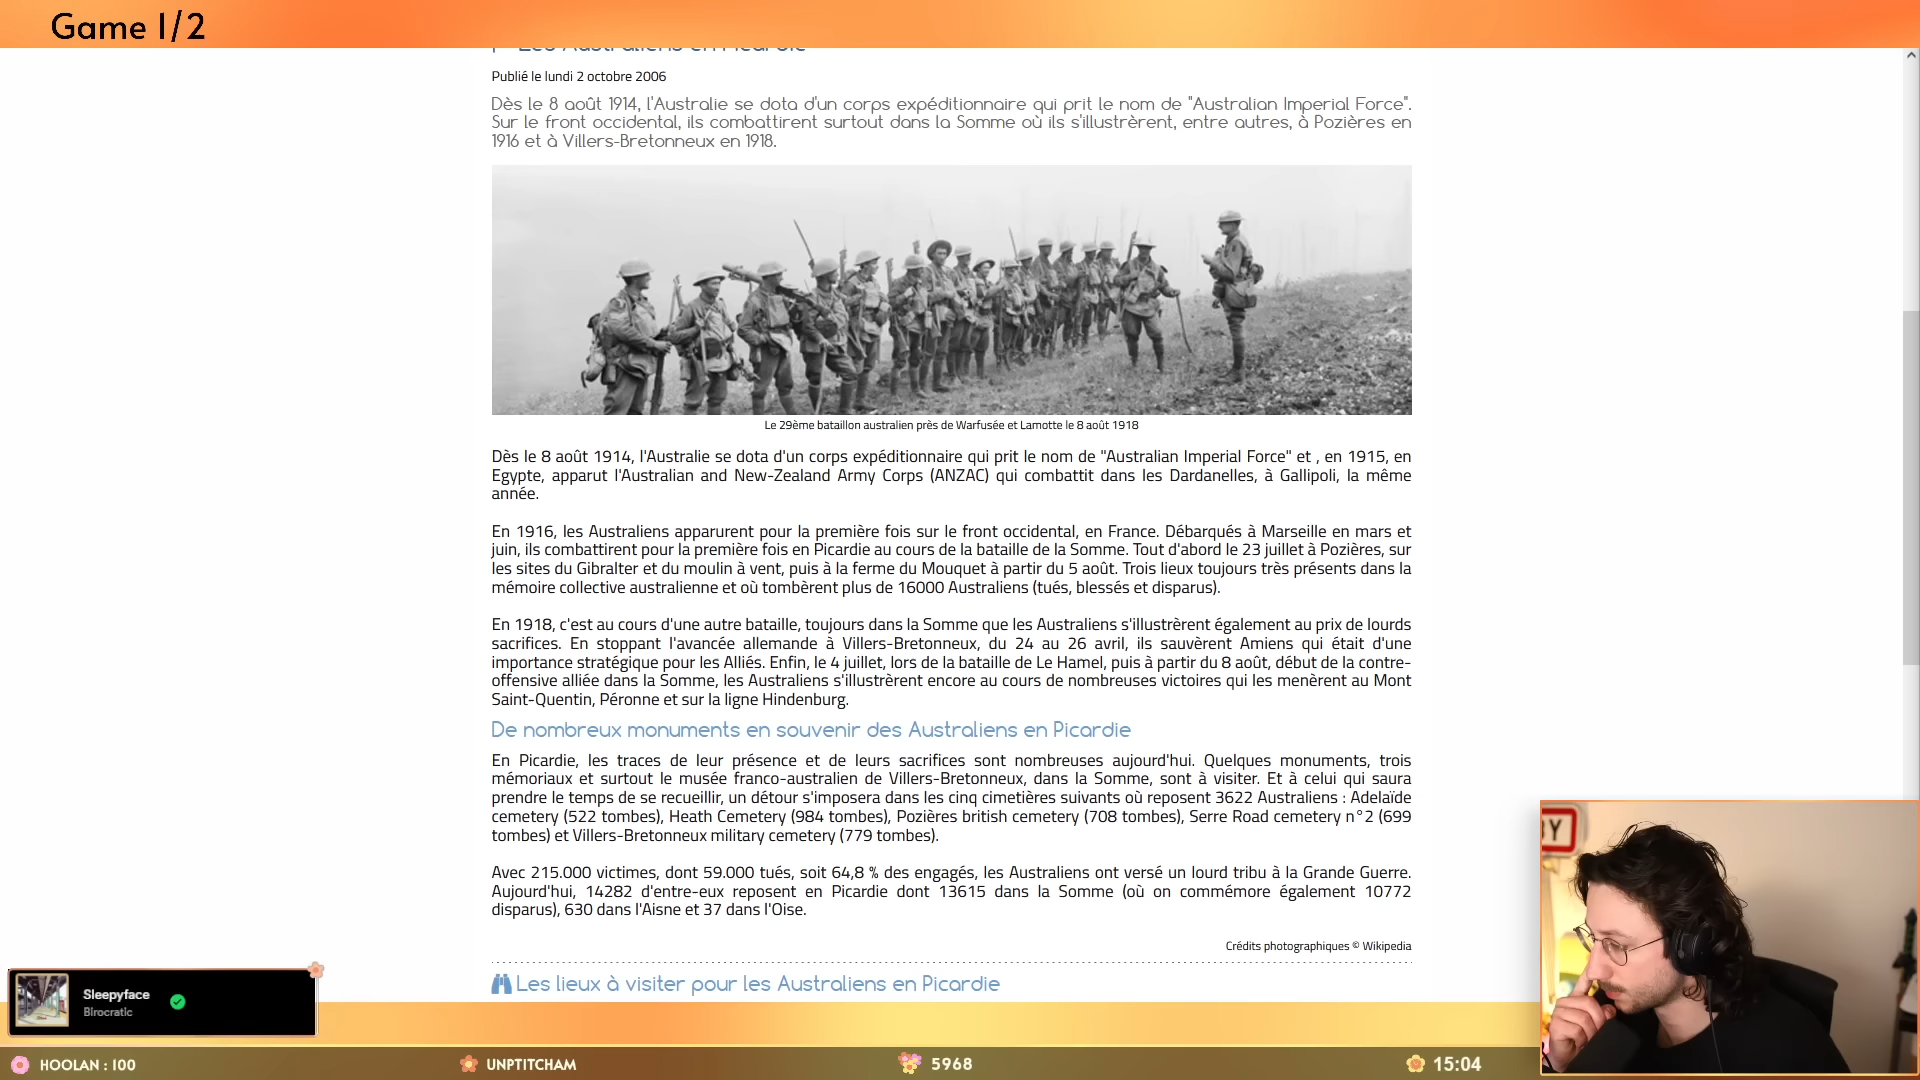 Game 1/2
Les Australiens en Picardie
Publié le lundi 2 octobre 2006
Dès le 8 août 1914, l'Australie se dota d'un corps expéditionnaire qui prit le nom de "Australian Imperial Force".
Sur le front occidental, ils combattirent surtout dans la Somme où ils s'illustrèrent, entre autres, à Pozières en
1916 et à Villers-Bretonneux en 1918.
Le 29ème bataillon australien près de Warfusée et Lamotte le 8 août 1918
Dès le 8 août 1914, l'Australie se dota d'un corps expéditionnaire qui prit le nom de "Australian Imperial Force" et , en 1915, en
Egypte, apparut l'Australian and New-Zealand Army Corps (ANZAC) qui combattit dans les Dardanelles, à Gallipoli, la même
année.
En 1916, les Australiens apparurent pour la première fois sur le front occidental, en France. Débarqués à Marseille en mars et
juin, ils combattirent pour la première fois en Picardie au cours de la bataille de la Somme. Tout d'abord le 23 juillet à Pozières, sur
les sites du Gibralter et du moulin à vent, puis à la ferme du Mouquet à partir du 5 août. Trois lieux toujours très présents dans la
mémoire collective australienne et où tombèrent plus de 16000 Australiens (tués, blessés et disparus).
En 1918, c'est au cours d'une autre bataille, toujours dans la Somme que les Australiens s'illustrèrent également au prix de lourds
sacrifices. En stoppant l'avancée allemande à Villers-Bretonneux, du 24 au 26 avril, ils sauvèrent Amiens qui était d'une
importance stratégique pour les Alliés. Enfin, le 4 juillet, lors de la bataille de Le Hamel, puis à partir du 8 août, début de la contre-
offensive alliée dans la Somme, les Australiens s'illustrèrent encore au cours de nombreuses victoires qui les menèrent au Mont
Saint-Quentin, Péronne et sur la ligne Hindenburg.
De nombreux monuments en souvenir des Australiens en Picardie
En Picardie, les traces de leur présence et de leurs sacrifices sont nombreuses aujourd'hui. Quelques monuments, trois
mémoriaux et surtout le musée franco-australien de Villers-Bretonneux, dans la Somme, sont à visiter. Et à celui qui saura
prendre le temps de se recueillir, un détour s'imposera dans les cinq cimetières suivants où reposent 3622 Australiens : Adelaïde
cemetery (522 tombes), Heath Cemetery (984 tombes), Pozières british cemetery (708 tombes), Serre Road cemetery n°2 (699
tombes) et Villers-Bretonneux military cemetery (779 tombes).
Avec 215.000 victimes, dont 59.000 tués, soit 64,8 % des engagés, les Australiens ont versé un lourd tribu à la Grande Guerre.
Aujourd'hui, 14282 d'entre-eux reposent en Picardie dont 13615 dans la Somme (où on commémore également 10772
disparus), 630 dans l'Aisne et 37 dans l'Oise.
Crédits photographiques © Wikipedia
Les lieux à visiter pour les Australiens en Picardie
BY
Sleepyface
Birocratic
HOOLAN : 100
UNPTITCHAM
5968
15:04